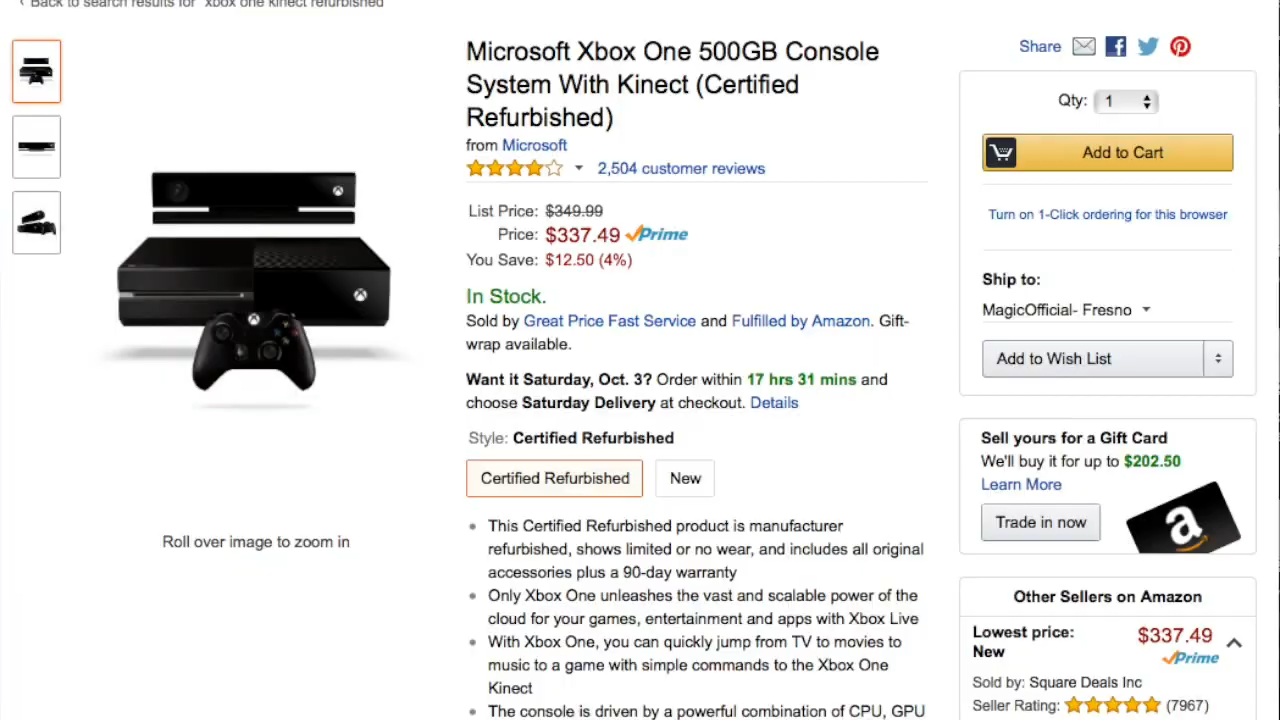 Back to search results for "xbox one kinect refurbished"
Microsoft Xbox One 500GB Console
System With Kinect (Certified
Refurbished)
from Microsoft
2,504 customer reviews
List Price: $349.99
Price: $337.49 Prime
You Save: $12.50 (4%)
In Stock.
Sold by Great Price Fast Service and Fulfilled by Amazon. Gift-
wrap available.
Want it Saturday, Oct. 3? Order within 17 hrs 31 mins and
choose Saturday Delivery at checkout. Details
Style: Certified Refurbished
Certified Refurbished
New
This Certified Refurbished product is manufacturer
refurbished, shows limited or no wear, and includes all original
accessories plus a 90-day warranty
Only Xbox One unleashes the vast and scalable power of the
cloud for your games, entertainment and apps with Xbox Live
With Xbox One, you can quickly jump from TV to movies to
music to a game with simple commands to the Xbox One
Kinect
The console is driven by a powerful combination of CPU, GPU
Roll over image to zoom in
Share
Qty: 1
Add to Cart
Turn on 1-Click ordering for this browser
Ship to:
MagicOfficial- Fresno
Add to Wish List
Sell yours for a Gift Card
We'll buy it for up to $202.50
Learn More
Trade in now
a
Other Sellers on Amazon
Lowest price: $337.49
New Prime
Sold by: Square Deals Inc
Seller Rating: (7967)